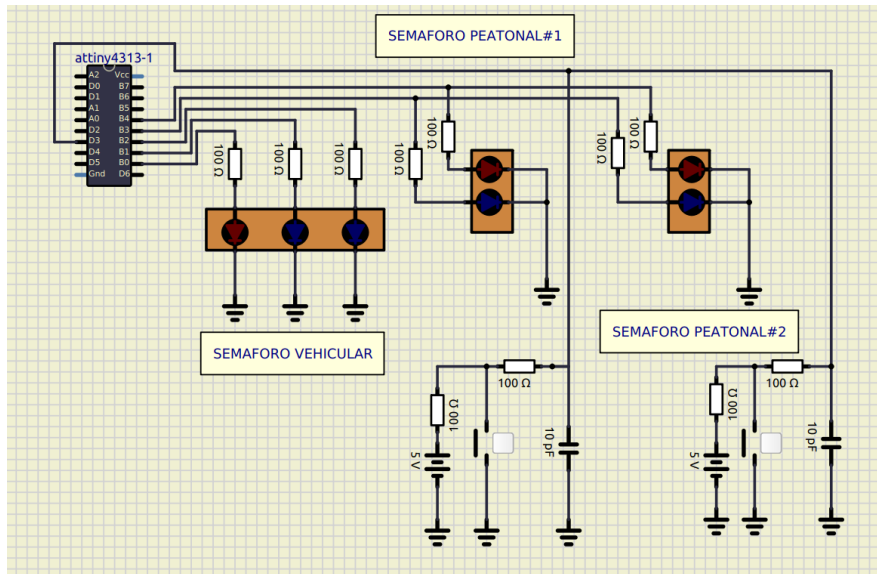 SEMAFORO PEATONAL#1
attiny4313-1
A2 Vcc
D0 B7
D1 B6
A1 B5
A0 B4
D2 B3
D3 B2
D4 B1
D5 B0
Gnd D6
100 Ω
100 Ω
100 Ω
100 Ω
100 Ω
100 Ω
100 Ω
SEMAFORO VEHICULAR
SEMAFORO PEATONAL#2
100 Ω
100 Ω
5 V
10 pF
100 Ω
100 Ω
5 V
10 pF